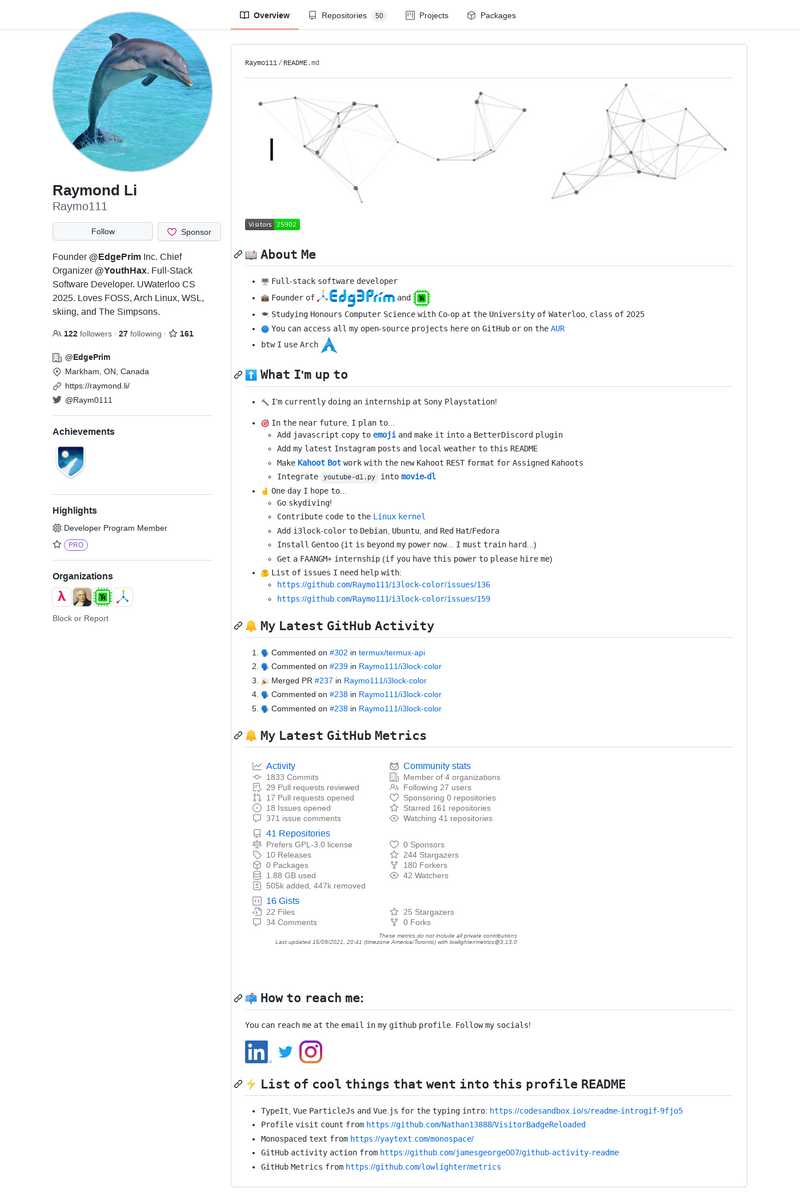 Overview
Repositories 50
Projects
Packages
Raymond Li
Raymo111
Follow
Sponsor
Founder @EdgePrim Inc. Chief
Organizer @YouthHax. Full-Stack
Software Developer. UWaterloo CS
2025. Loves FOSS, Arch Linux, WSL,
skiing, and The Simpsons.
122 followers · 27 following · 161
@EdgePrim
Markham, ON, Canada
https://raymond.li/
@Raym0111
Achievements
Highlights
Developer Program Member
PRO
Organizations
Block or Report
Raymo111 / README.md
Visitors 25902
About Me
Full-stack software developer
Founder of Edg3Prim and
Studying Honours Computer Science with Co-op at the University of Waterloo, class of 2025
You can access all my open-source projects here on GitHub or on the AUR
btw I use Arch
What I'm up to
I'm currently doing an internship at Sony Playstation!
In the near future, I plan to...
Add javascript copy to emoji and make it into a BetterDiscord plugin
Add my latest Instagram posts and local weather to this README
Make Kahoot Bot work with the new Kahoot REST format for Assigned Kahoots
Integrate youtube-dl.py into movie-dl
One day I hope to...
Go skydiving!
Contribute code to the Linux kernel
Add i3lock-color to Debian, Ubuntu, and Red Hat/Fedora
Install Gentoo (it is beyond my power now... I must train hard...)
Get a FAANGM+ internship (if you have this power to please hire me)
List of issues I need help with:
https://github.com/Raymo111/i3lock-color/issues/136
https://github.com/Raymo111/i3lock-color/issues/159
My Latest GitHub Activity
1. Commented on #302 in termux/termux-api
2. Commented on #239 in Raymo111/i3lock-color
3. Merged PR #237 in Raymo111/i3lock-color
4. Commented on #238 in Raymo111/i3lock-color
5. Commented on #238 in Raymo111/i3lock-color
My Latest GitHub Metrics
Activity
1833 Commits
29 Pull requests reviewed
17 Pull requests opened
18 Issues opened
371 issue comments
Community stats
Member of 4 organizations
Following 27 users
Sponsoring 0 repositories
Starred 161 repositories
Watching 41 repositories
41 Repositories
Prefers GPL-3.0 license
10 Releases
0 Packages
1.88 GB used
505k added, 447k removed
0 Sponsors
244 Stargazers
180 Forkers
42 Watchers
16 Gists
22 Files
34 Comments
25 Stargazers
0 Forks
These metrics do not include all private contributions
Last updated 15/09/2021, 20:41 (timezone America/Toronto) with lowlighter/metrics@3.13.0
How to reach me:
You can reach me at the email in my github profile. Follow my socials!
in
List of cool things that went into this profile README
TypeIt, Vue ParticleJs and Vue.js for the typing intro: https://codesandbox.io/s/readme-introgif-9fjo5
Profile visit count from https://github.com/Nathan13888/VisitorBadgeReloaded
Monospaced text from https://yaytext.com/monospace/
GitHub activity action from https://github.com/jamesgeorge007/github-activity-readme
GitHub Metrics from https://github.com/lowlighter/metrics